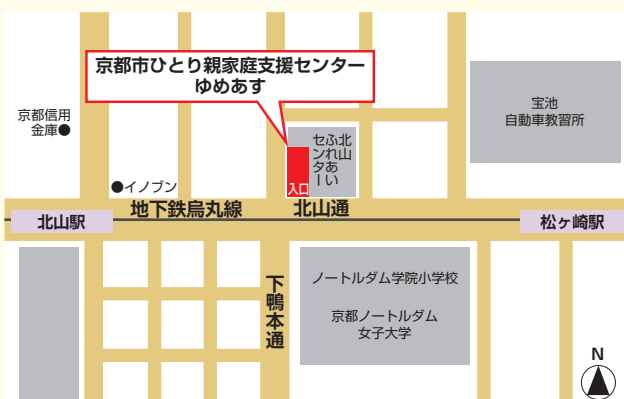 京都市ひとり親家庭支援センター
ゆめあす
京都信用
金庫●
宝池
自動車教習所
北山
ふれあい
センター
入口
●イノブン
地下鉄烏丸線
北山通
北山駅
松ヶ崎駅
下鴨本通
ノートルダム学院小学校
京都ノートルダム
女子大学
N